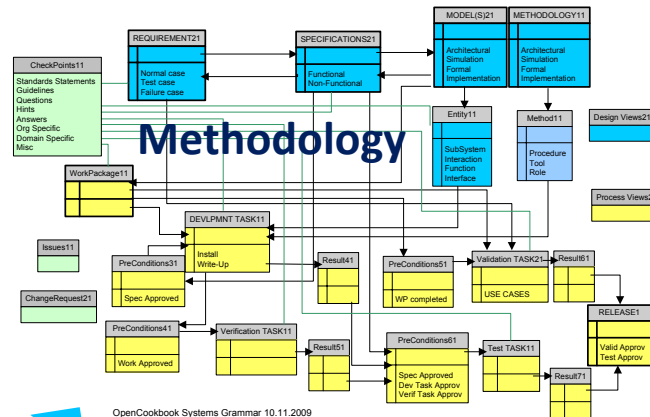 MODEL(S)21
METHODOLOGY11
REQUIREMENT21
SPECIFICATIONS21
Architectural
Simulation
Formal
Implementation
Architectural
Simulation
Formal
Implementation
CheckPoints11
Standards Statements
Guidelines
Questions
Hints
Answers
Org Specific
Domain Specific
Misc
Normal case
Test case
Failure case
Functional
Non-Functional
Methodology
Entity11
SubSystem
Interaction
Function
Interface
Method11
Procedure
Tool
Role
Design Views21
WorkPackage11
Process Views2
DEVLPMNT TASK11
Install
Write-Up
Issues11
PreConditions31
Spec Approved
Result41
PreConditions51
WP completed
Validation TASK21
USE CASES
Result61
ChangeRequest21
RELEASE1
Valid Approv
Test Approv
PreConditions41
Work Approved
Verification TASK11
Result51
PreConditions61
Spec Approved
Dev Task Approv
Verif Task Approv
Test TASK11
Result71
OpenCookbook Systems Grammar 10.11.2009